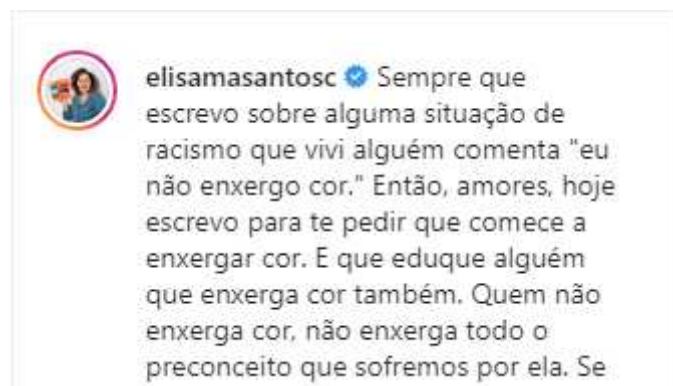 elisamasantosc Sempre que
escrevo sobre alguma situação de
racismo que vivi alguém comenta "eu
não enxergo cor." Então, amores, hoje
escrevo para te pedir que comece a
enxergar cor. E que eduque alguém
que enxerga cor também. Quem não
enxerga cor, não enxerga todo o
preconceito que sofremos por ela. Se